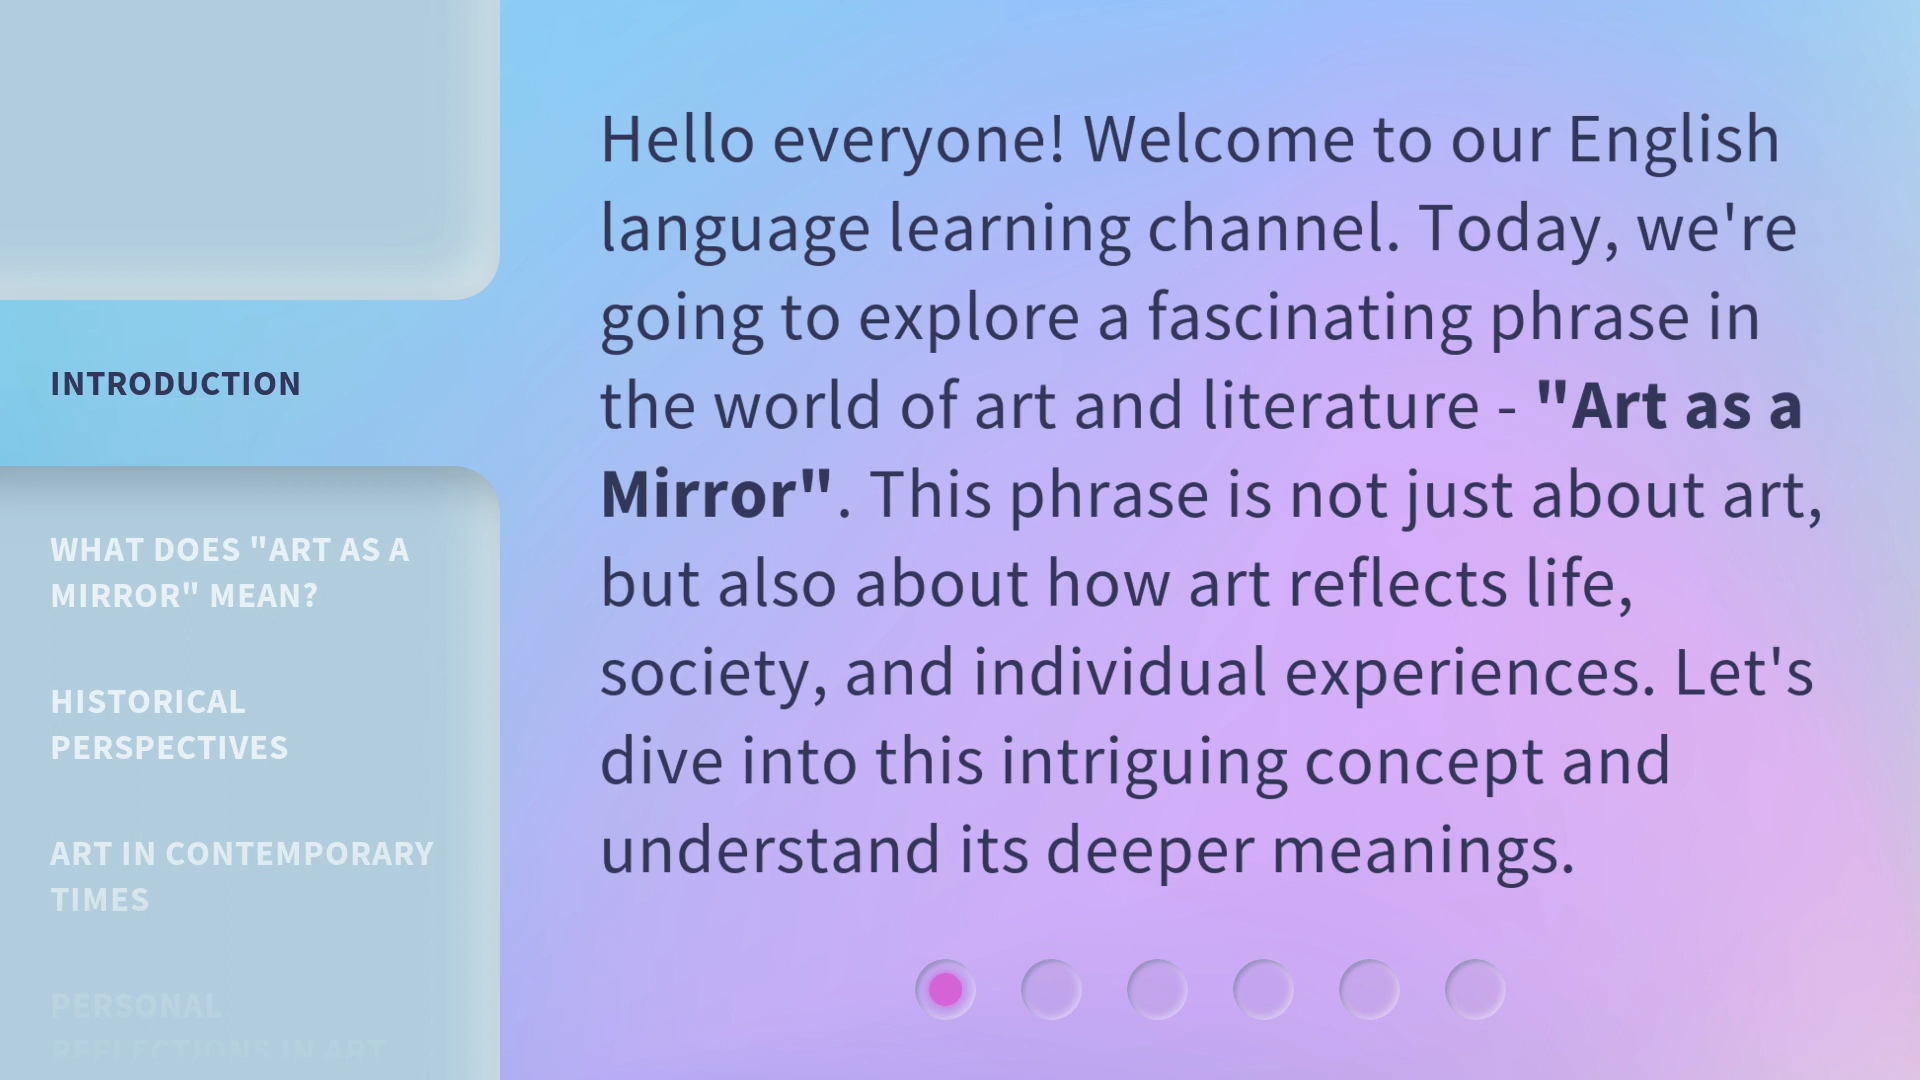 INTRODUCTION
WHAT DOES "ART AS A
MIRROR" MEAN?
HISTORICAL
PERSPECTIVES
ART IN CONTEMPORARY
TIMES
PERSONAL
REFLECTIONS IN ART
Hello everyone! Welcome to our English
language learning channel. Today, we're
going to explore a fascinating phrase in
the world of art and literature - "Art as a
Mirror". This phrase is not just about art,
but also about how art reflects life,
society, and individual experiences. Let's
dive into this intriguing concept and
understand its deeper meanings.